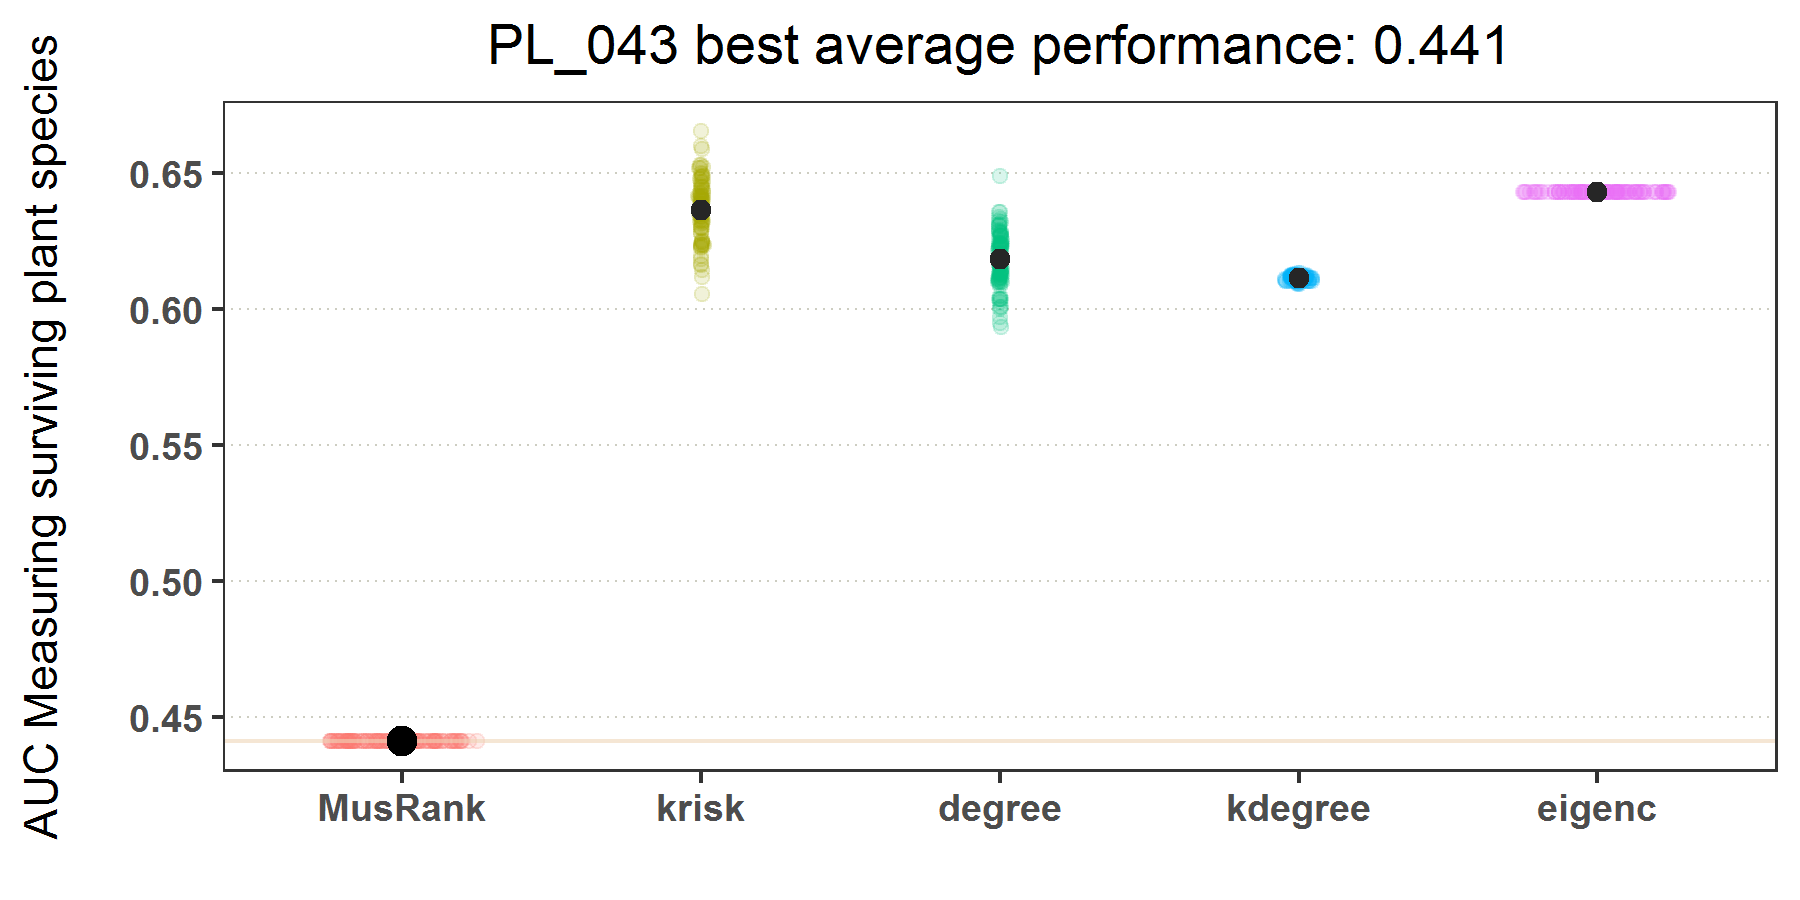 PL_043 best average performance: 0.441
AUC Measuring surviving plant species
0.65
0.60
0.55
0.50
0.45
MusRank krisk degree kdegree eigenc